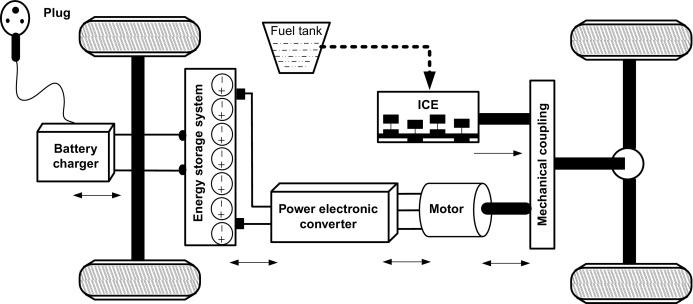 Plug
Fuel tank
ICE
Battery
charger
Energy storage system
Power electronic
converter
Motor
Mechanical coupling